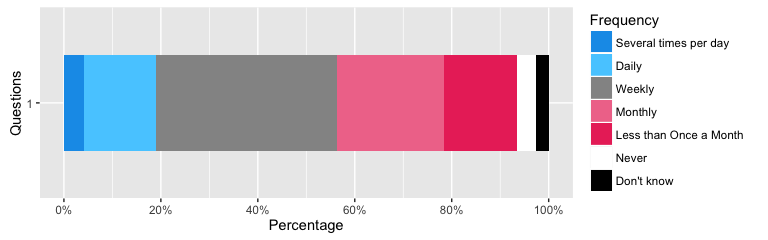 Questions
1
0%
20%
40%
60%
80%
100%
Percentage
Frequency
Several times per day
Daily
Weekly
Monthly
Less than Once a Month
Never
Don't know